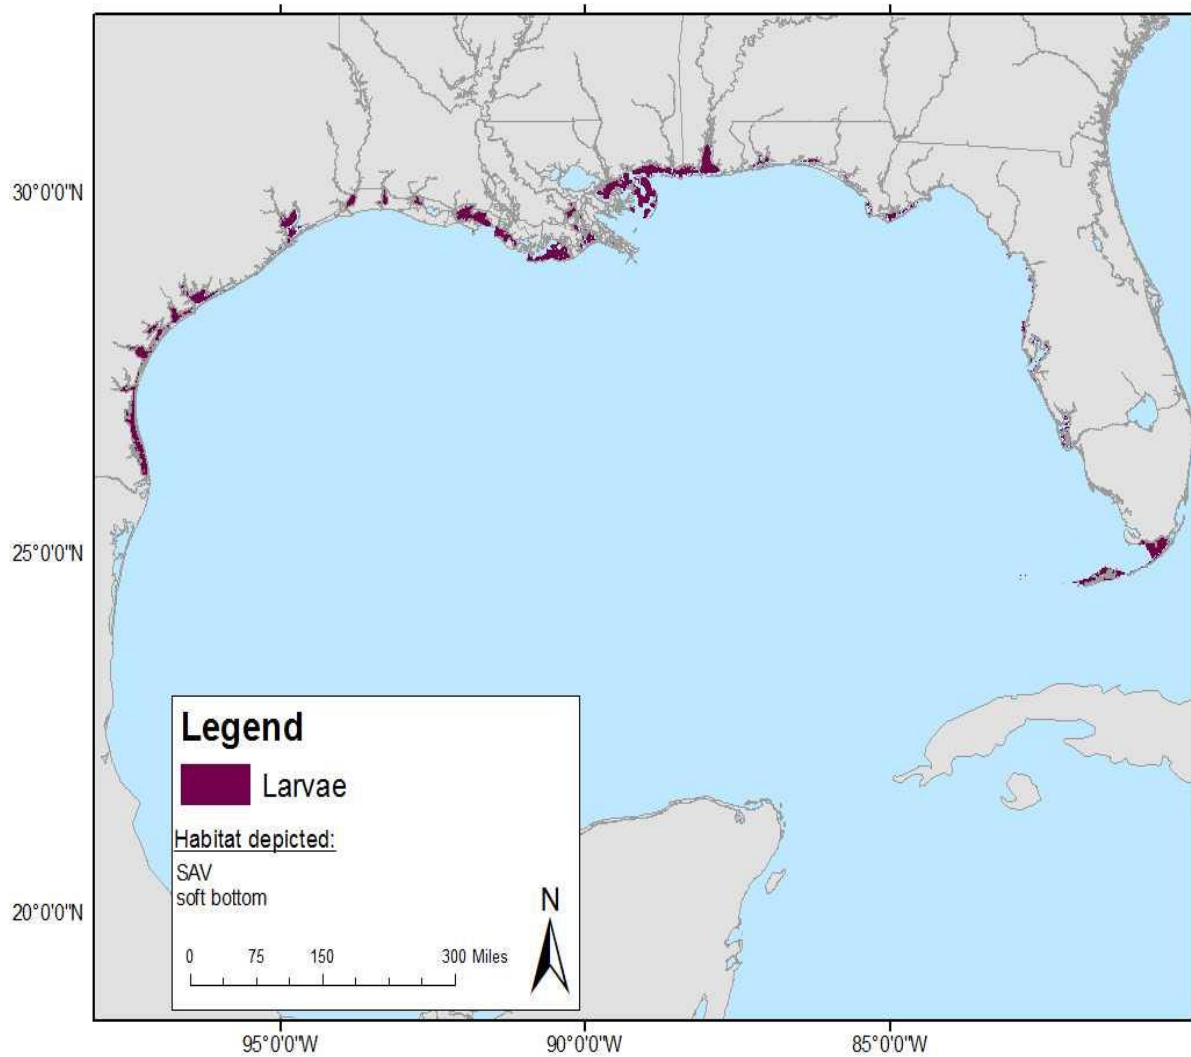 30°0'0"N
25°0'0"N
20°0'0"N
Legend
Larvae
Habitat depicted:
SAV
soft bottom
N
0 75 150 300 Miles
95°0'0"W 90°0'0"W 85°0'0"W